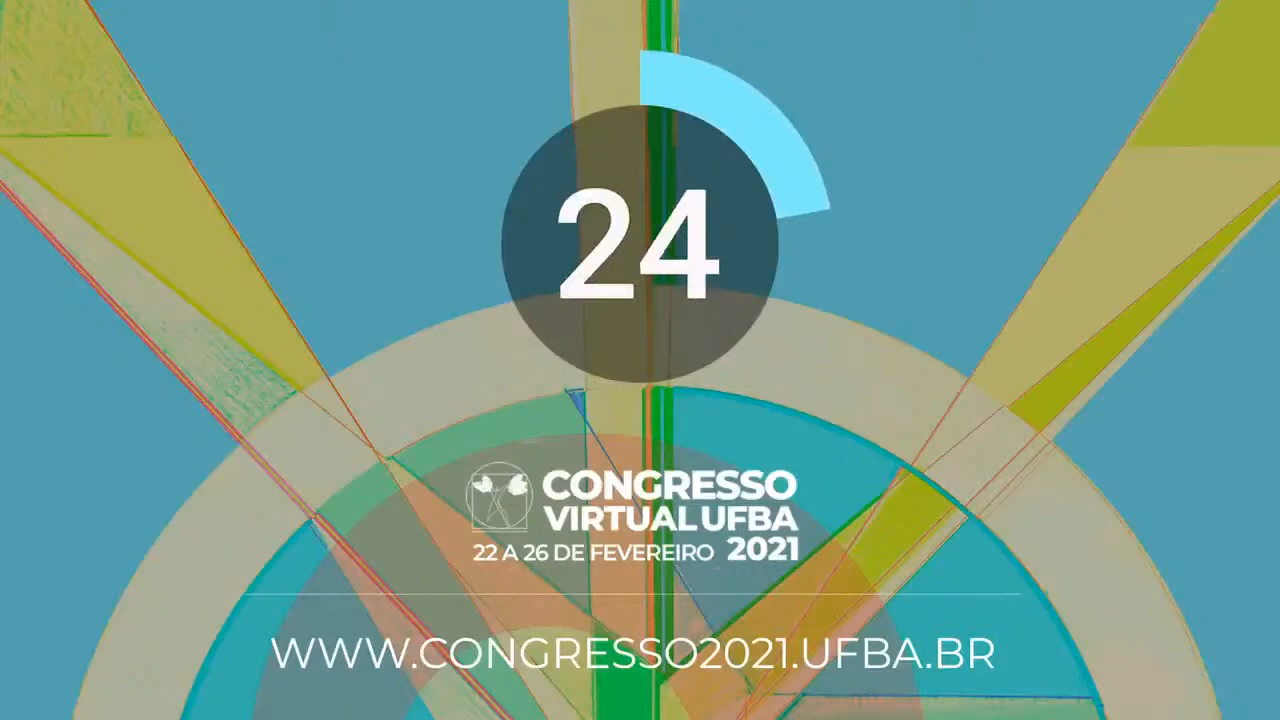 24
CONGRESSO
VIRTUAL UFBA
22 A 26 DE FEVEREIRO 2021
WWW.CONGRESSO2021.UFBA.BR